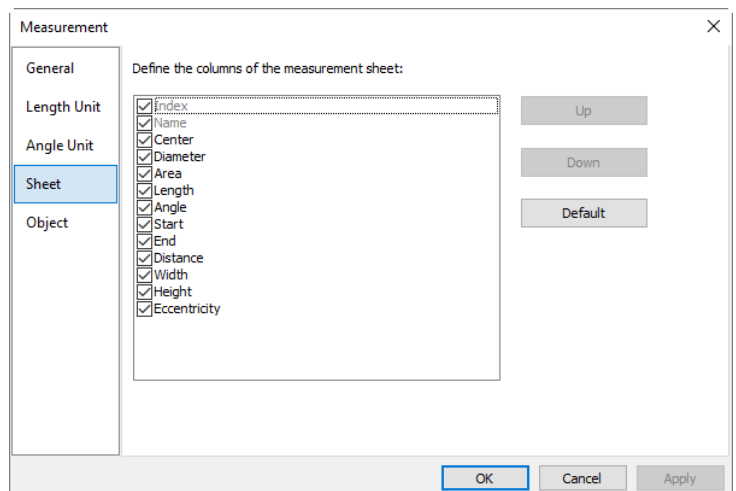 Measurement
General
Length Unit
Angle Unit
Sheet
Object
Define the columns of the measurement sheet:
Index
Name
Center
Diameter
Area
Length
Angle
Start
End
Distance
Width
Height
Eccentricity
Up
Down
Default
OK
Cancel
Apply